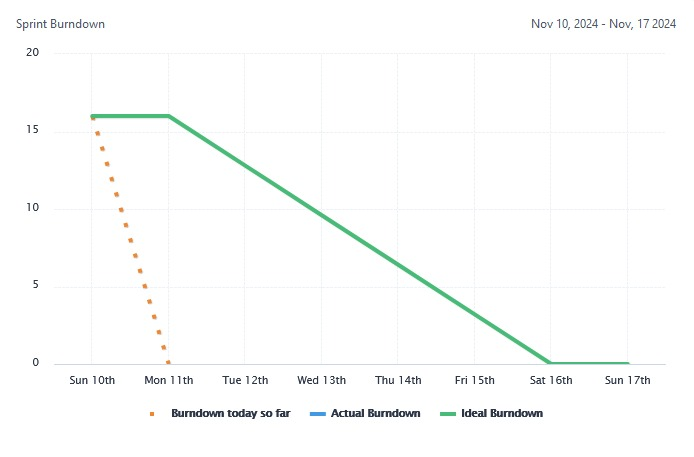 Sprint Burndown
Nov 10, 2024 - Nov, 17 2024
20
15
10
5
0
Sun 10th Mon 11th Tue 12th Wed 13th Thu 14th Fri 15th Sat 16th Sun 17th
Burndown today so far Actual Burndown Ideal Burndown